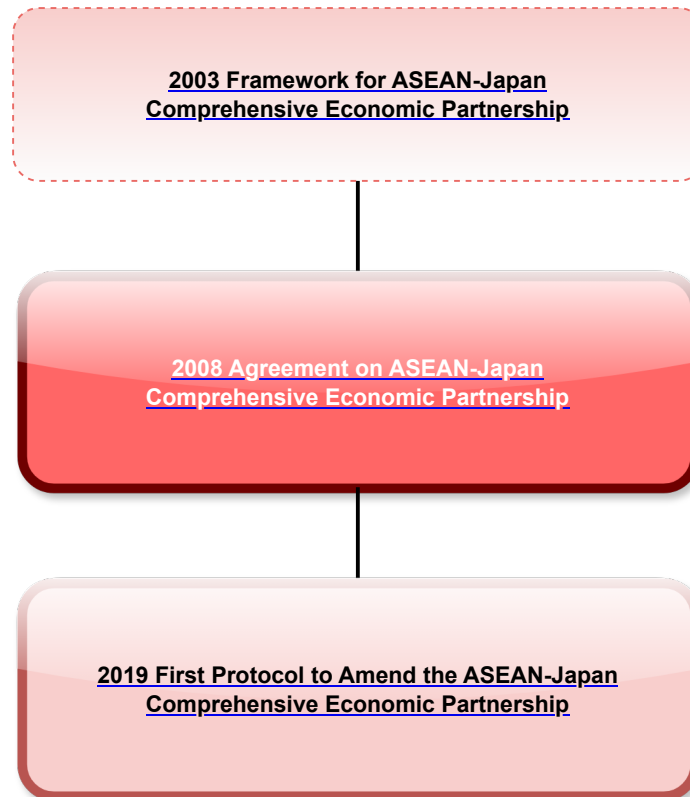 2003 Framework for ASEAN-Japan
Comprehensive Economic Partnership
2008 Agreement on ASEAN-Japan
Comprehensive Economic Partnership
2019 First Protocol to Amend the ASEAN-Japan
Comprehensive Economic Partnership